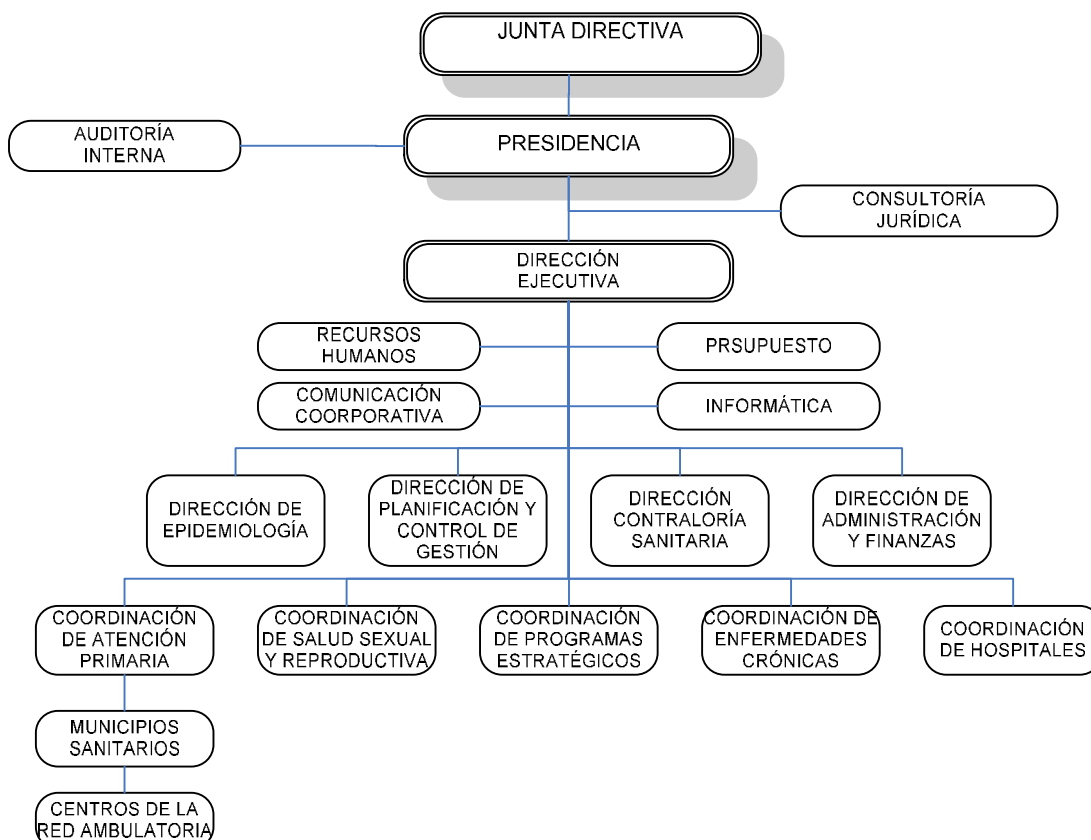 JUNTA DIRECTIVA
AUDITORÍA
INTERNA
PRESIDENCIA
CONSULTORÍA
JURÍDICA
DIRECCIÓN
EJECUTIVA
RECURSOS
HUMANOS
PRSUPUESTO
COMUNICACIÓN
COORPORATIVA
INFORMÁTICA
DIRECCIÓN DE
EPIDEMIOLOGÍA
DIRECCIÓN DE
PLANIFICACIÓN Y
CONTROL DE
GESTIÓN
DIRECCIÓN
CONTRALORÍA
SANITARIA
DIRECCIÓN DE
ADMINISTRACIÓN
Y FINANZAS
COORDINACIÓN
DE ATENCIÓN
PRIMARIA
COORDINACIÓN
DE SALUD SEXUAL
Y REPRODUCTIVA
COORDINACIÓN
DE PROGRAMAS
ESTRATÉGICOS
COORDINACIÓN DE
ENFERMEDADES
CRÓNICAS
COORDINACIÓN
DE HOSPITALES
MUNICIPIOS
SANITARIOS
CENTROS DE LA
RED AMBULATORIA